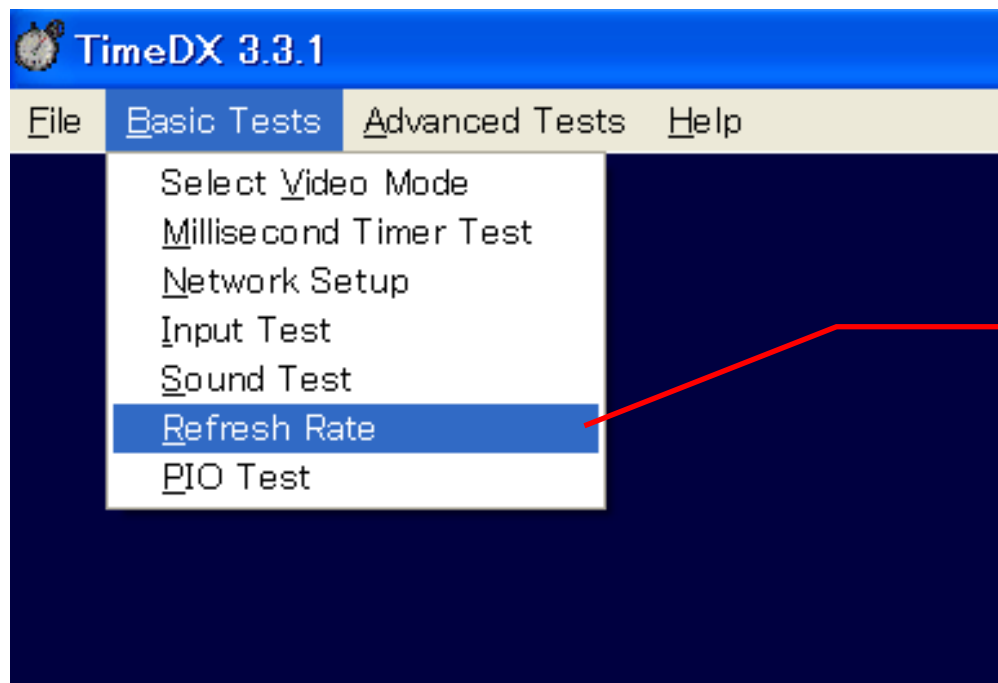 TimeDX 3.3.1
File Basic Tests Advanced Tests Help
Select Video Mode
Millisecond Timer Test
Network Setup
Input Test
Sound Test
Refresh Rate
PIO Test